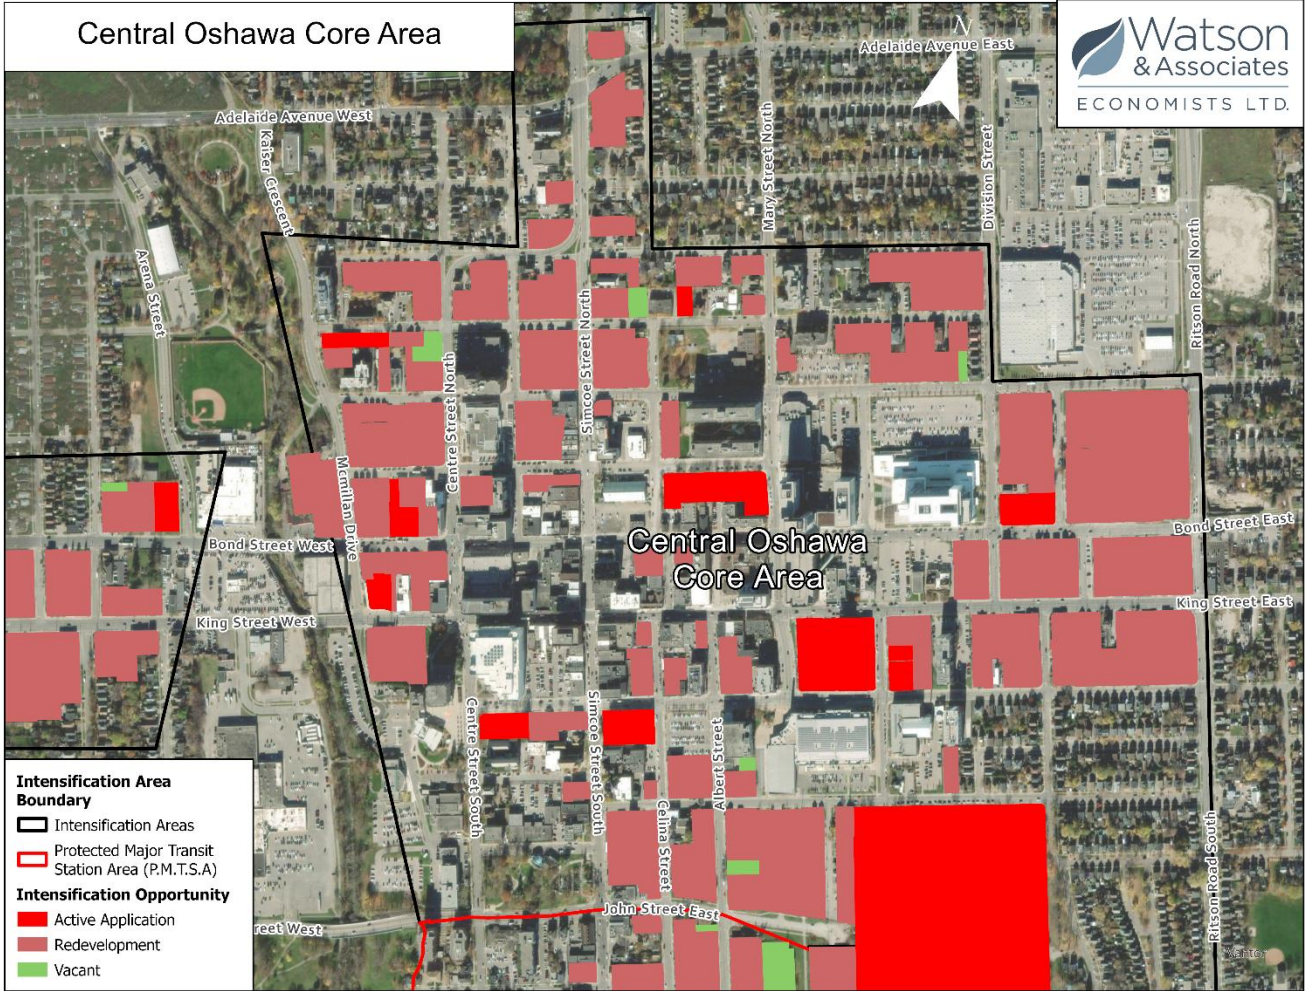 Central Oshawa Core Area
Watson
& Associates
ECONOMISTS LTD.
N
Adelaide Avenue East
Adelaide Avenue West
Kaiser Crescent
Mary Street North
Division Street
Arena Street
Ritson Road North
Simcoe Street North
Centre Street North
Mcmillan Drive
Bond Street East
Bond Street West
Central Oshawa
Core Area
King Street East
King Street West
Centre Street South
Simcoe Street South
Albert Street
Celina Street
Ritson Road South
John Street East
reet West
Intensification Area
Boundary
Intensification Areas
Protected Major Transit
Station Area (P.M.T.S.A)
Intensification Opportunity
Active Application
Redevelopment
Vacant